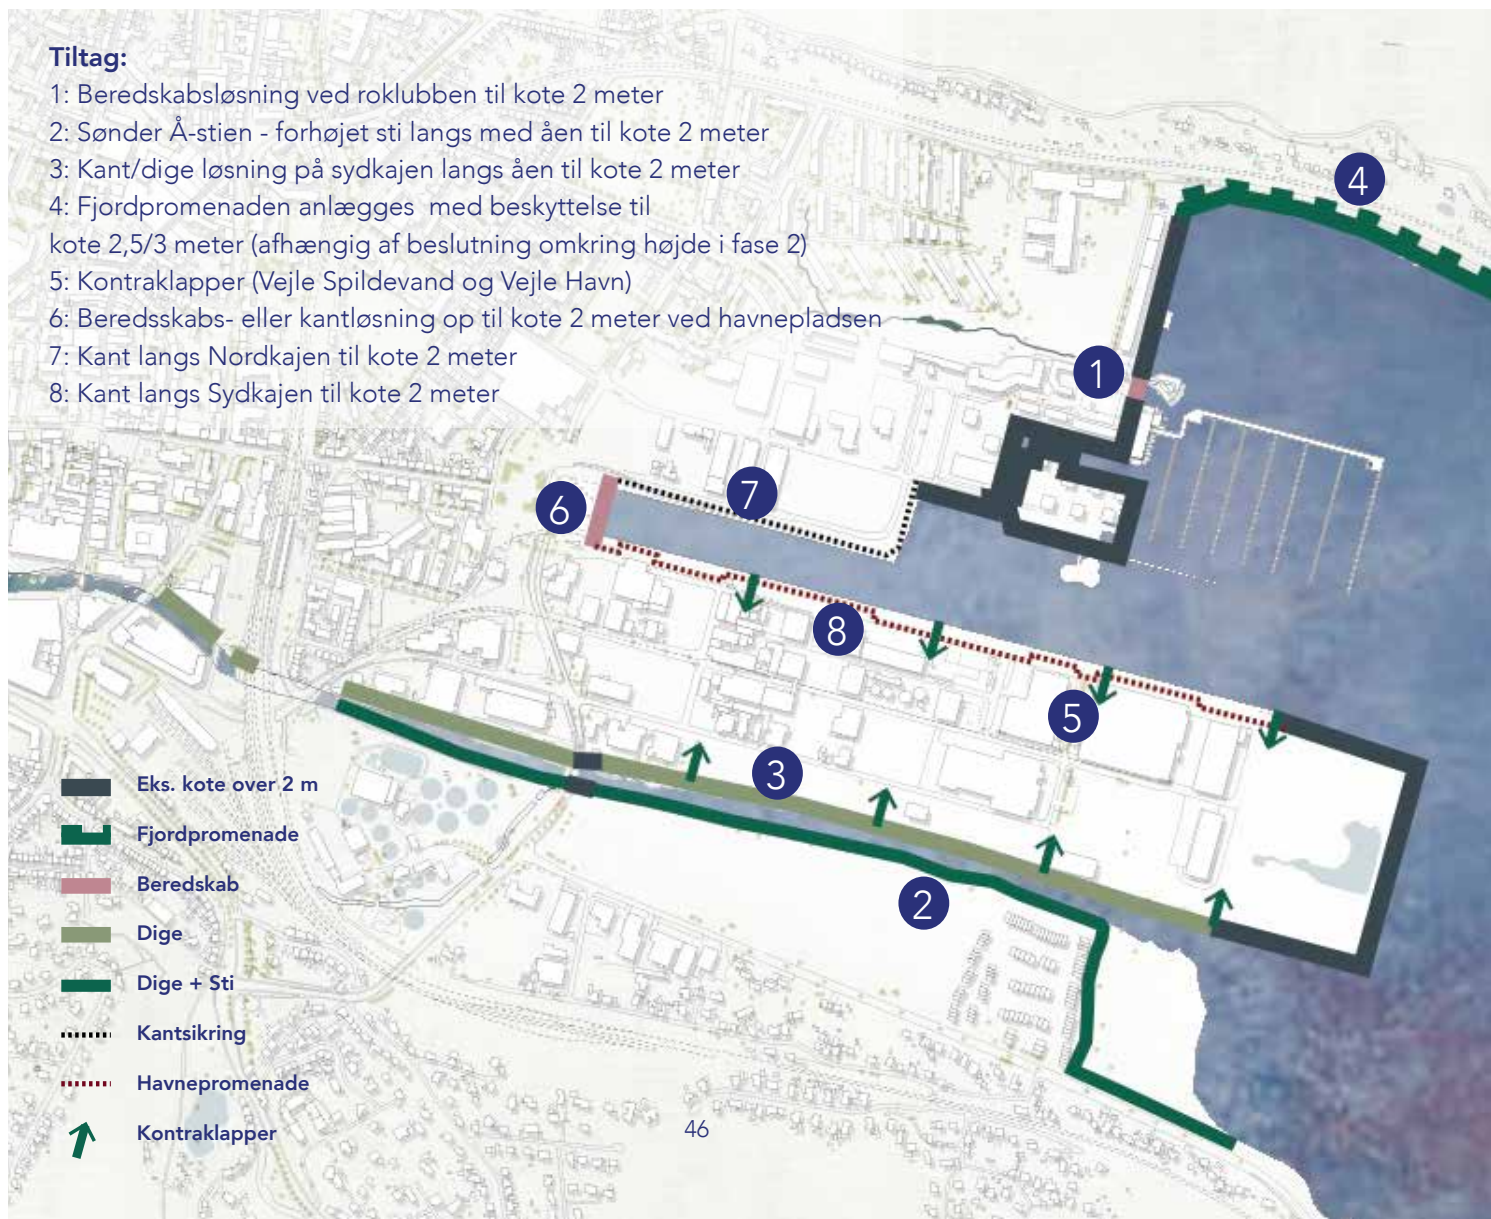 Tiltag:
1: Beredskabsløsning ved roklubben til kote 2 meter
2: Sønder Å-stien - forhøjet sti langs med åen til kote 2 meter
3: Kant/dige løsning på sydkajen langs åen til kote 2 meter
4: Fjordpromenaden anlægges  med beskyttelse til
kote 2,5/3 meter (afhængig af beslutning omkring højde i fase 2)
5: Kontraklapper (Vejle Spildevand og Vejle Havn)
6: Beredsskabs- eller kantløsning op til kote 2 meter ved havnepladsen
7: Kant langs Nordkajen til kote 2 meter
8: Kant langs Sydkajen til kote 2 meter
4
1
7
6
8
5
3
2
Eks. kote over 2 m
Fjordpromenade
Beredskab
Dige
Dige + Sti
Kantsikring
Havnepromenade
Kontraklapper
46